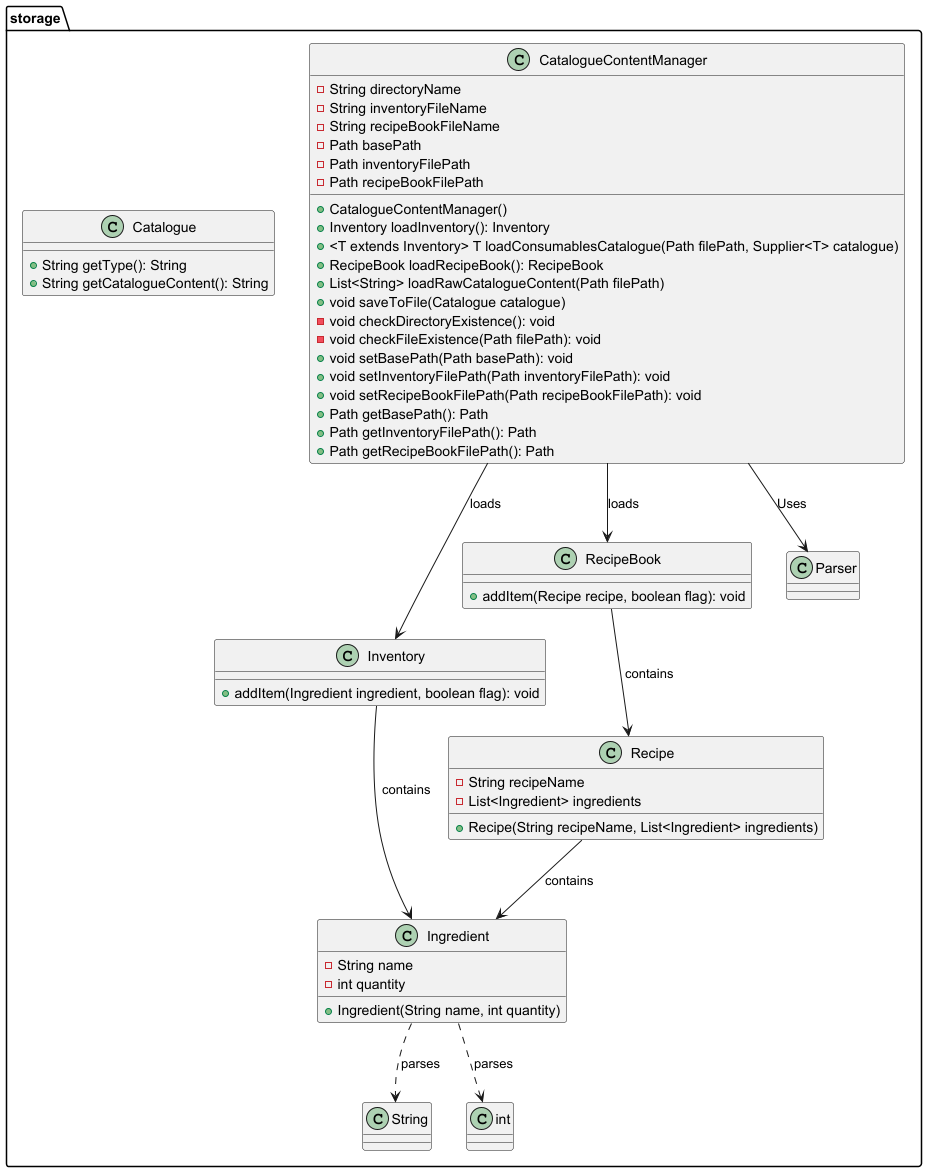 storage
C CatalogueContentManager
String directoryName
String inventoryFileName
String recipeBookFileName
Path basePath
Path inventoryFilePath
Path recipeBookFilePath
CatalogueContentManager()
Inventory loadInventory(): Inventory
<T extends Inventory> T loadConsumablesCatalogue(Path filePath, Supplier<T> catalogue)
RecipeBook loadRecipeBook(): RecipeBook
List<String> loadRawCatalogueContent(Path filePath)
void saveToFile(Catalogue catalogue)
void checkDirectoryExistence(): void
void checkFileExistence(Path filePath): void
void setBasePath(Path basePath): void
void setInventoryFilePath(Path inventoryFilePath): void
void setRecipeBookFilePath(Path recipeBookFilePath): void
Path getBasePath(): Path
Path getInventoryFilePath(): Path
Path getRecipeBookFilePath(): Path
C Catalogue
String getType(): String
String getCatalogueContent(): String
loads
loads
Uses
C RecipeBook
addItem(Recipe recipe, boolean flag): void
C Parser
C Inventory
addItem(Ingredient ingredient, boolean flag): void
contains
C Recipe
String recipeName
List<Ingredient> ingredients
Recipe(String recipeName, List<Ingredient> ingredients)
contains
contains
C Ingredient
String name
int quantity
Ingredient(String name, int quantity)
parses
parses
C String
C int